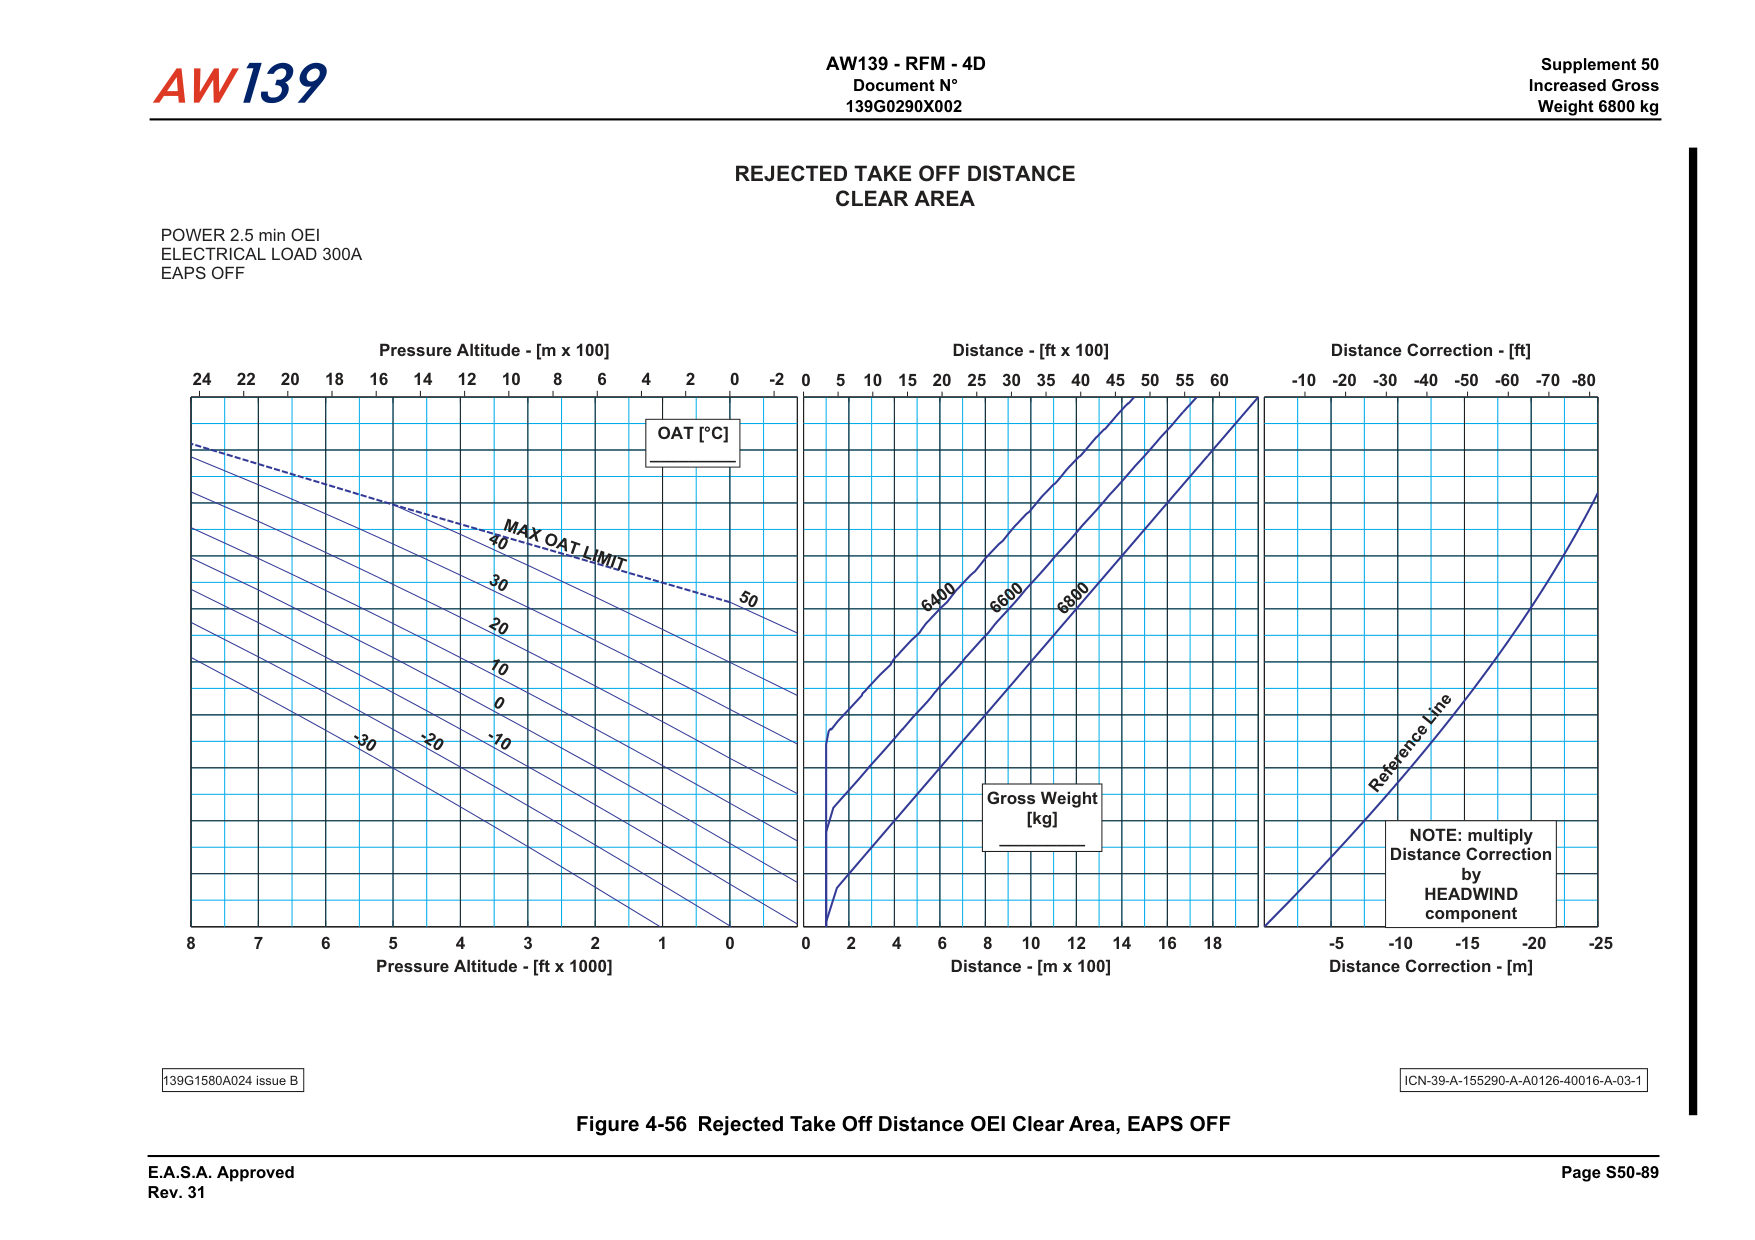 AW139
AW139 - RFM - 4D
Document N°
139G0290X002
Supplement 50
Increased Gross
Weight 6800 kg
REJECTED TAKE OFF DISTANCE
CLEAR AREA
POWER 2.5 min OEI
ELECTRICAL LOAD 300A
EAPS OFF
Pressure Altitude - [m x 100]
24 22 20 18 16 14 12 10 8 6 4 2 0 -2
OAT [°C]
MAX OAT LIMIT
50
40
30
20
10
0
-10
-20
-30
8 7 6 5 4 3 2 1 0
Pressure Altitude - [ft x 1000]
Distance - [ft x 100]
0 5 10 15 20 25 30 35 40 45 50 55 60
6400
6600
6800
Gross Weight
[kg]
0 2 4 6 8 10 12 14 16 18
Distance - [m x 100]
Distance Correction - [ft]
-10 -20 -30 -40 -50 -60 -70 -80
Reference Line
NOTE: multiply
Distance Correction
by
HEADWIND
component
-5 -10 -15 -20 -25
Distance Correction - [m]
139G1580A024 issue B
ICN-39-A-155290-A-A0126-40016-A-03-1
Figure 4-56 Rejected Take Off Distance OEI Clear Area, EAPS OFF
E.A.S.A. Approved
Rev. 31
Page S50-89